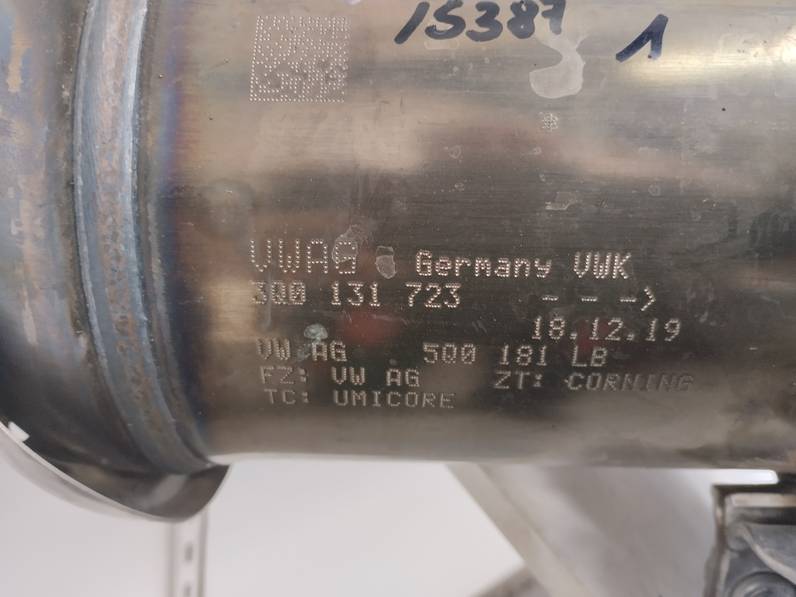 15387 1
VWAG Germany VWK
3Q0 131 723 - - ->
18.12.19
VW AG 5Q0 181 LB
FZ: VW AG ZT: CORNING
TC: UMICORE